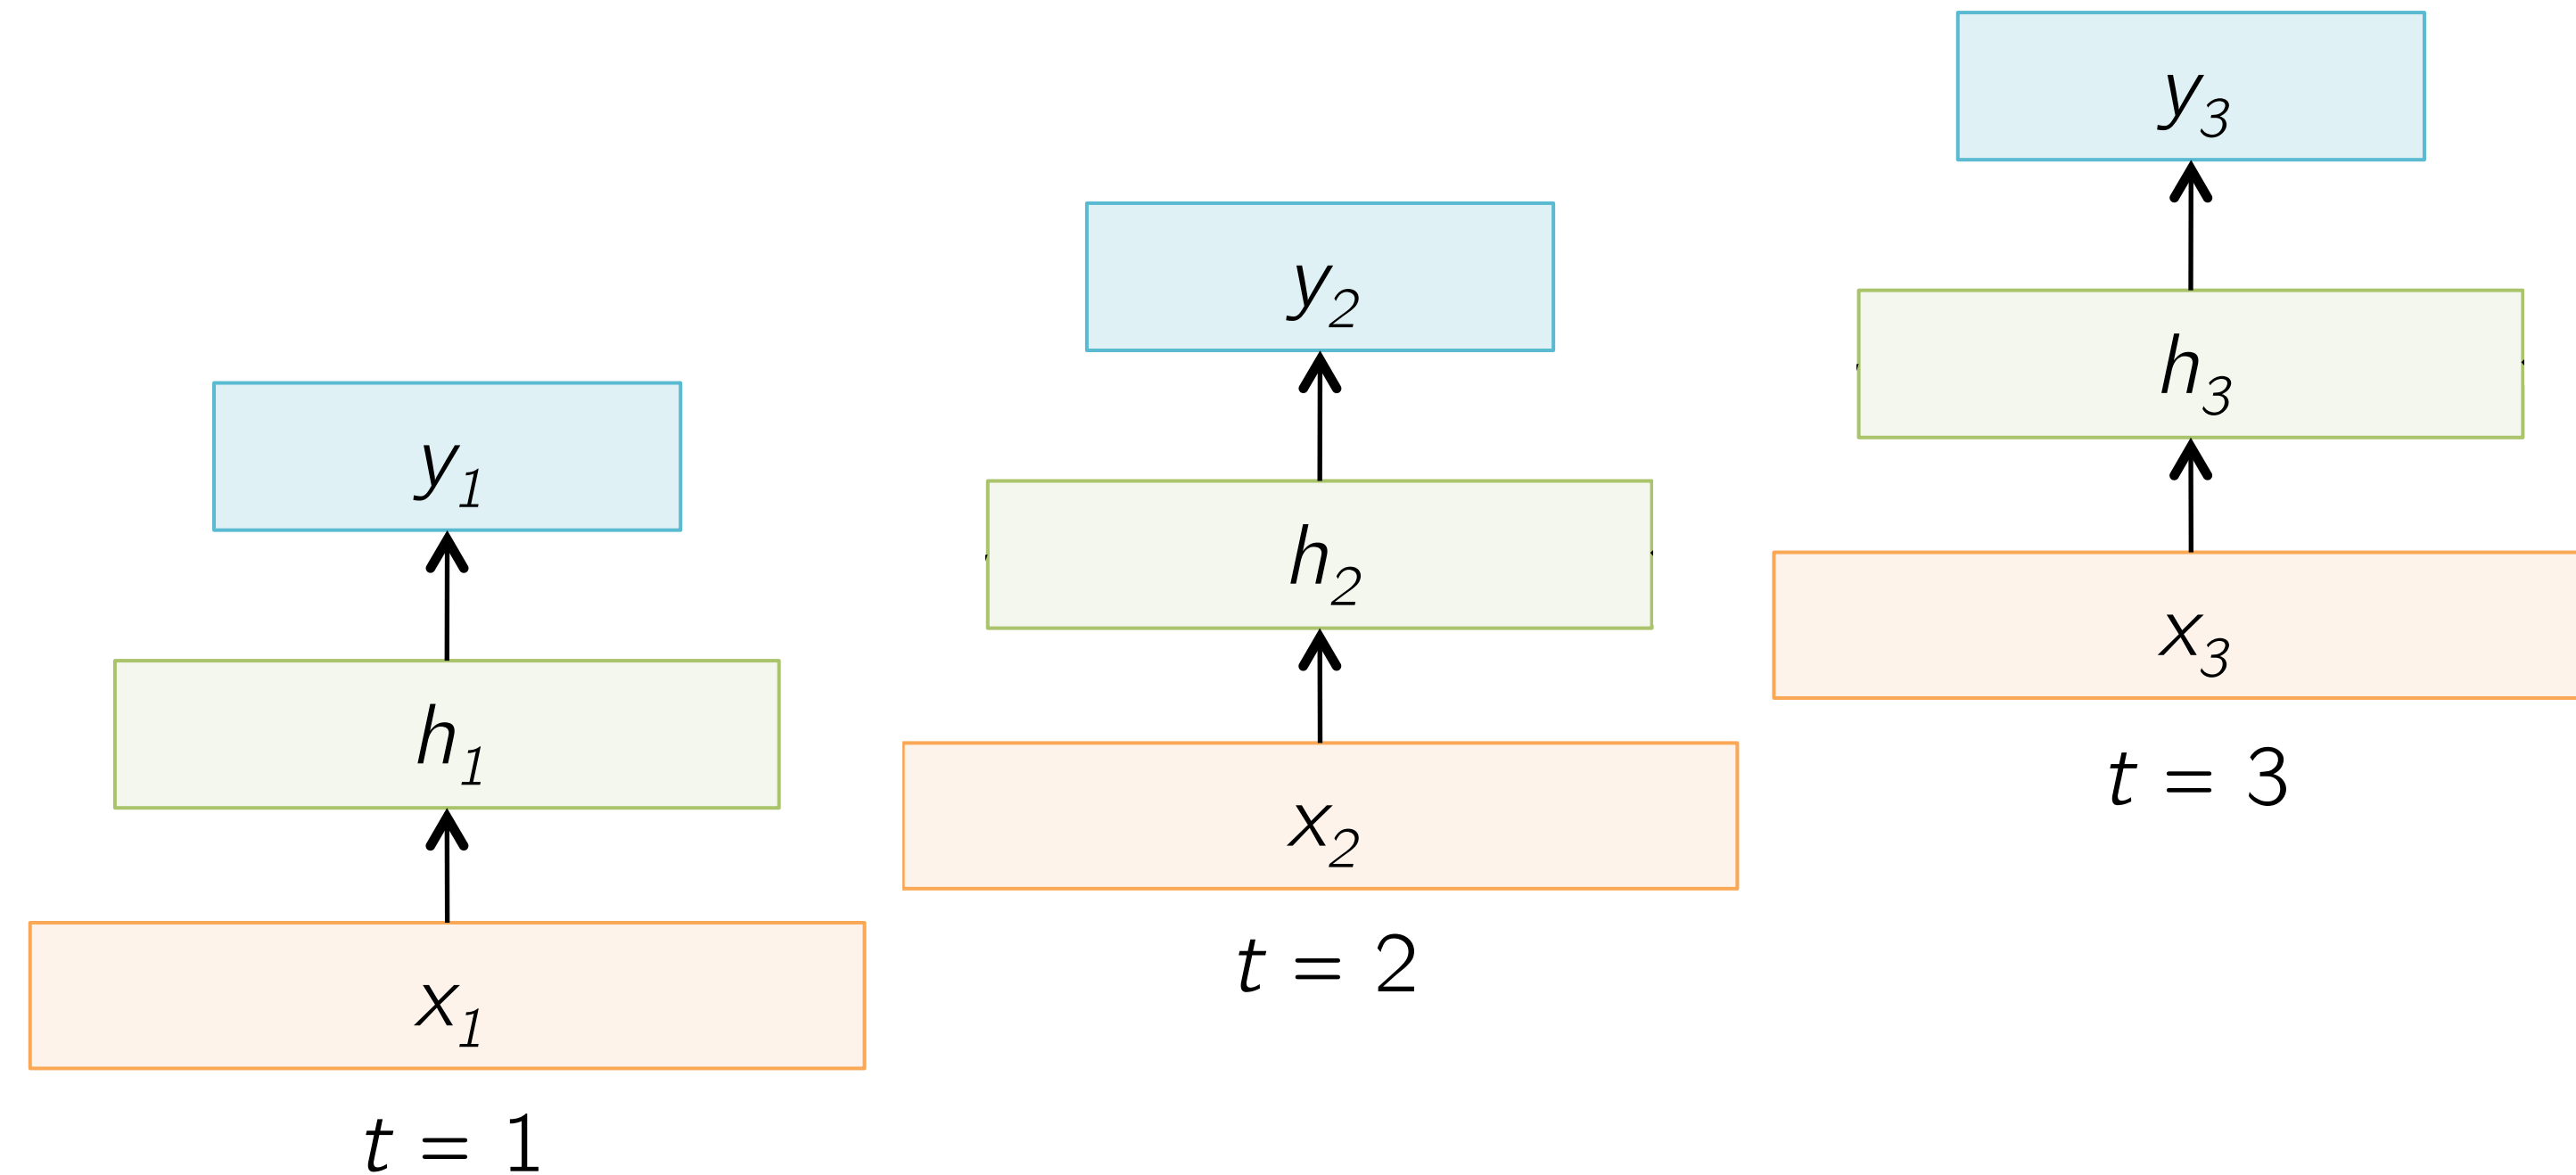 y1
h1
x1
t = 1
y2
h2
x2
t = 2
y3
h3
x3
t = 3